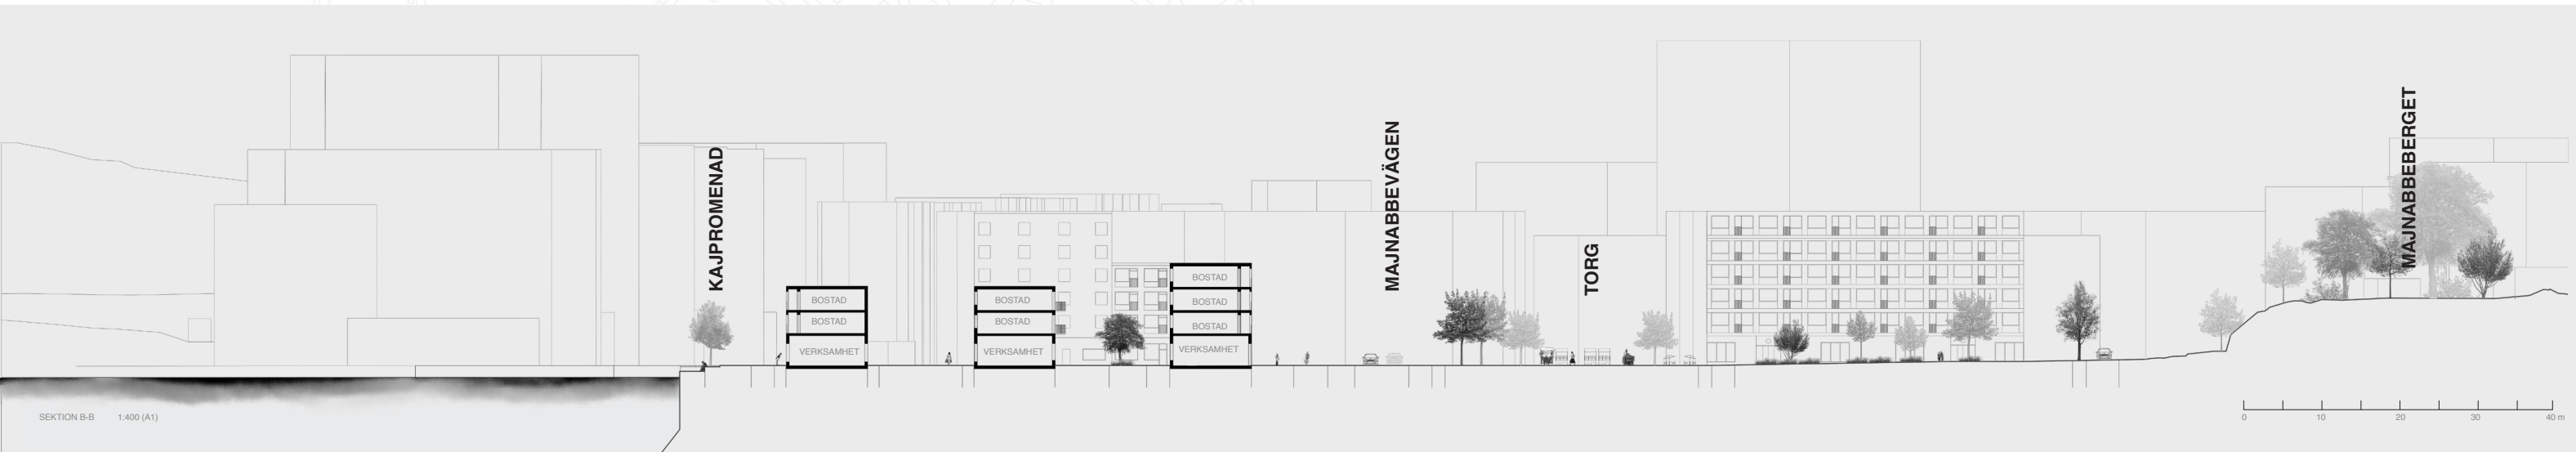 KAJPROMENAD
MAJNABBEVÄGEN
TORG
MAJNABBEBERGET
BOSTAD
BOSTAD
VERKSAMHET
BOSTAD
BOSTAD
VERKSAMHET
BOSTAD
BOSTAD
BOSTAD
VERKSAMHET
SEKTION B-B 1:400 (A1)
0 10 20 30 40 m